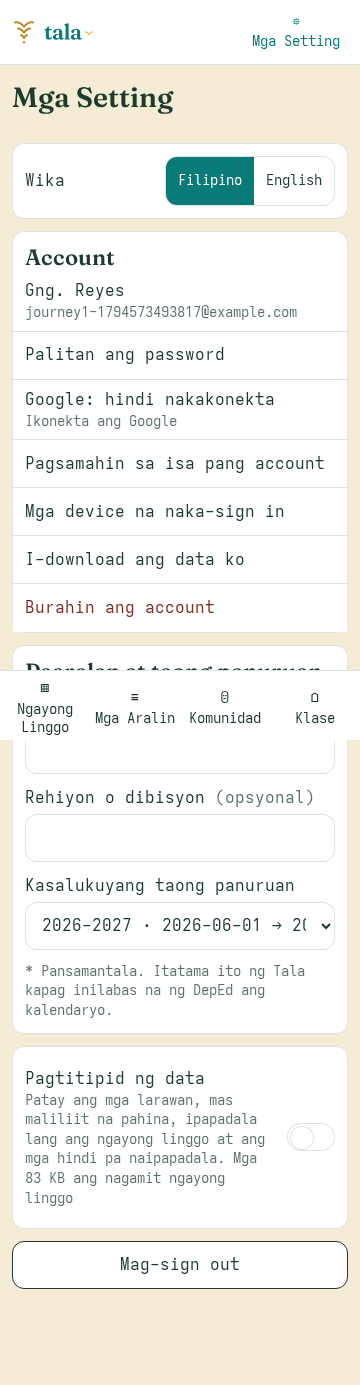 tala
Mga Setting
Mga Setting
Wika
Filipino
English
Account
Gng. Reyes
journey1-1794573493817@example.com
Palitan ang password
Google: hindi nakakonekta
Ikonekta ang Google
Pagsamahin sa isa pang account
Mga device na naka-sign in
I-download ang data ko
Burahin ang account
Ngayong
Linggo
Mga Aralin
Komunidad
Klase
Rehiyon o dibisyon (opsyonal)
Kasalukuyang taong panuruan
2026-2027 · 2026-06-01 → 20
* Pansamantala. Itatama ito ng Tala
kapag inilabas na ng DepEd ang
kalendaryo.
Pagtitipid ng data
Patay ang mga larawan, mas
maliliit na pahina, ipapadala
lang ang ngayong linggo at ang
mga hindi pa naipapadala. Mga
83 KB ang nagamit ngayong
linggo
Mag-sign out